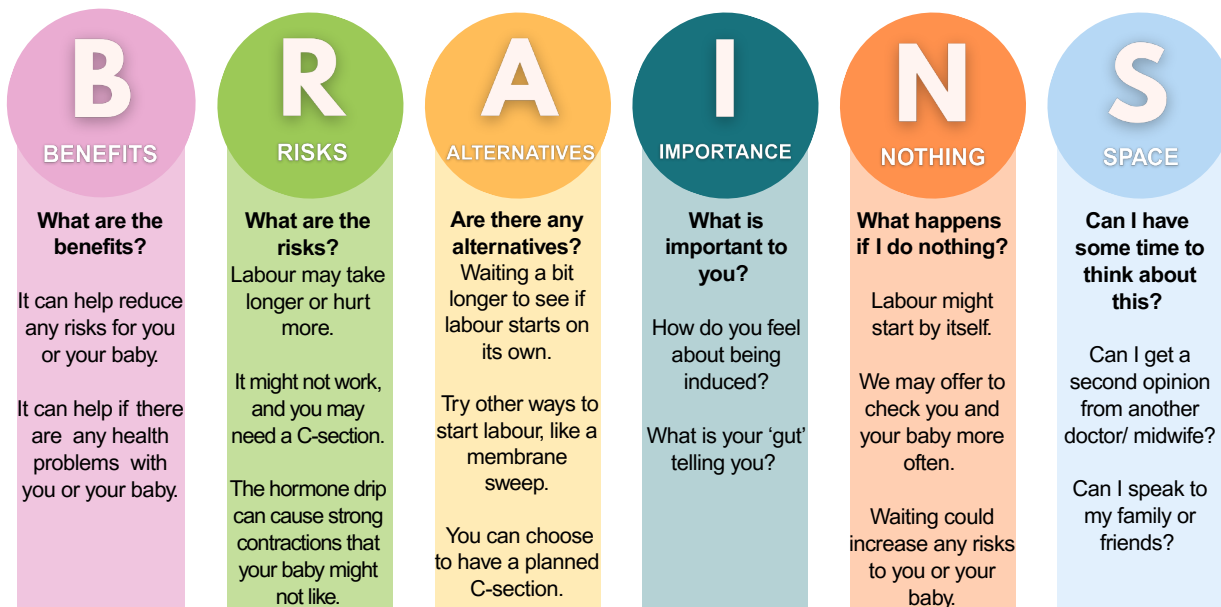 B
BENEFITS
What are the
benefits?
It can help reduce
any risks for you
or your baby.
It can help if there
are any health
problems with
you or your baby.
R
RISKS
What are the
risks?
Labour may take
longer or hurt
more.
It might not work,
and you may
need a C-section.
The hormone drip
can cause strong
contractions that
your baby might
not like.
A
ALTERNATIVES
Are there any
alternatives?
Waiting a bit
longer to see if
labour starts on
its own.
Try other ways to
start labour, like a
membrane
sweep.
You can choose
to have a planned
C-section.
I
IMPORTANCE
What is
important to
you?
How do you feel
about being
induced?
What is your ‘gut’
telling you?
N
NOTHING
What happens
if I do nothing?
Labour might
start by itself.
We may offer to
check you and
your baby more
often.
Waiting could
increase any risks
to you or your
baby.
S
SPACE
Can I have
some time to
think about
this?
Can I get a
second opinion
from another
doctor/ midwife?
Can I speak to
my family or
friends?